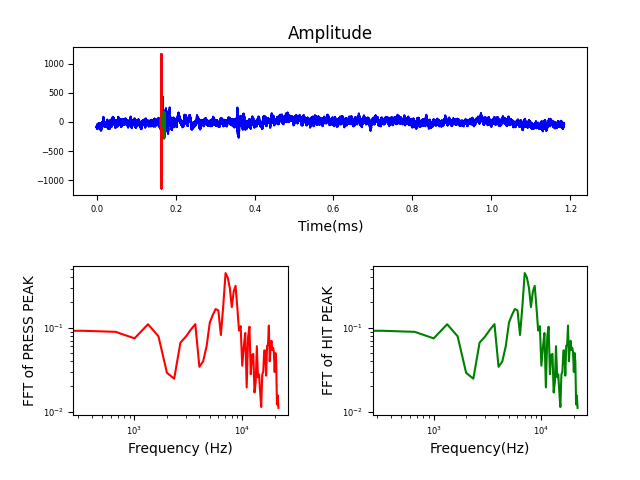 Amplitude
1000
500
0
−500
−1000
0.0 0.2 0.4 0.6 0.8 1.0 1.2
Time(ms)
FFT of PRESS PEAK
10⁻¹
10⁻²
10³ 10⁴
Frequency (Hz)
FFT of HIT PEAK
10⁻¹
10⁻²
10³ 10⁴
Frequency(Hz)